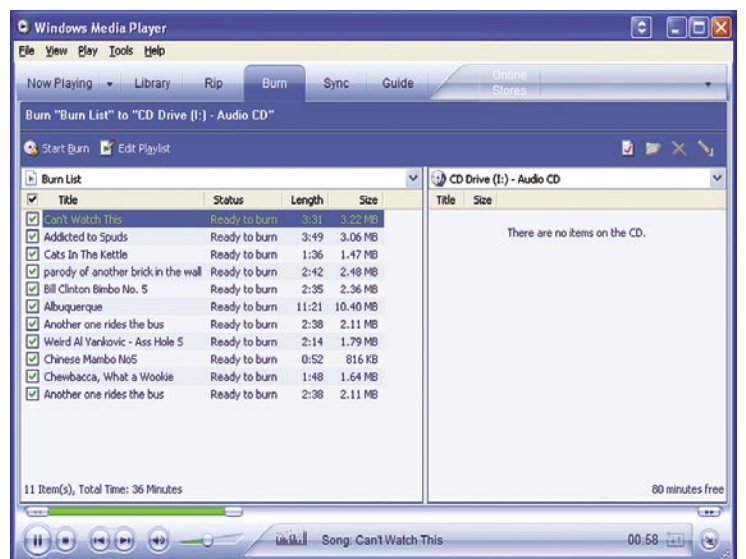 Windows Media Player
File View Play Tools Help
Now Playing Library Rip Burn Sync Guide Online Stores
Burn "Burn List" to "CD Drive (I:) - Audio CD"
Start Burn Edit Playlist
Burn List CD Drive (I:) - Audio CD
Title Status Length Size Title Size
Can't Watch This Ready to burn 3:31 3.22 MB
There are no items on the CD.
Addicted to Spuds Ready to burn 3:49 3.06 MB
Cats In The Kettle Ready to burn 1:36 1.47 MB
parody of another brick in the wall Ready to burn 2:42 2.48 MB
Bill Clinton Bimbo No. 5 Ready to burn 2:35 2.36 MB
Albuquerque Ready to burn 11:21 10.40 MB
Another one rides the bus Ready to burn 2:38 2.11 MB
Weird Al Yankovic - Ass Hole 5 Ready to burn 2:14 1.79 MB
Chinese Mambo No5 Ready to burn 0:52 816 KB
Chewbacca, What a Wookie Ready to burn 1:48 1.64 MB
Another one rides the bus Ready to burn 2:38 2.11 MB
11 Item(s), Total Time: 36 Minutes 80 minutes free
Song: Can't Watch This 00:58